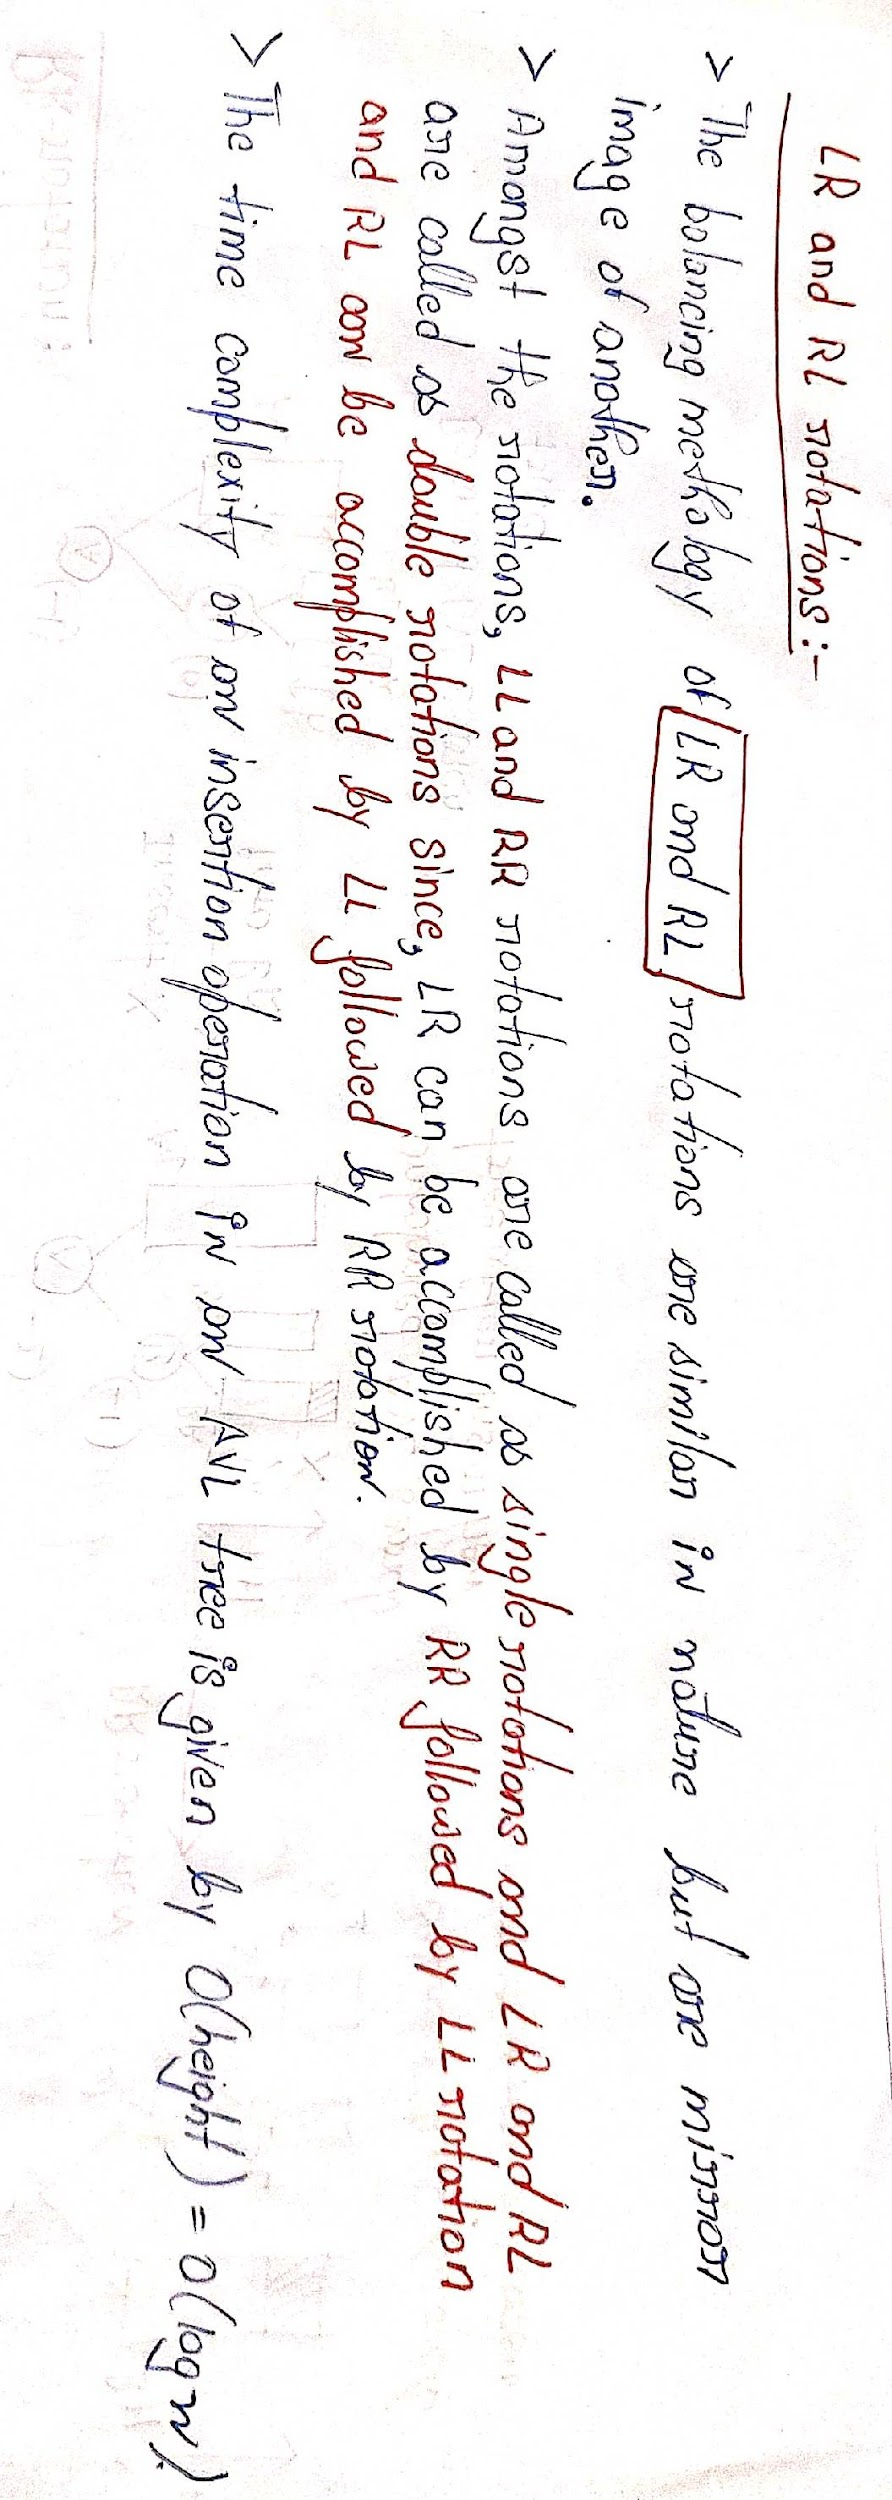 LR and RL rotations:-
> The balancing methology of LR and RL rotations are similar in nature but are mirror
image of another.
> Amongst the rotations, LL and RR rotations are called as single rotations and LR and RL
are called as double rotations since, LR can be accomplished by RR followed by LL rotation
and RL can be accomplished by LL followed by RR rotation.
> The time complexity of an insertion operation in an AVL tree is given by O(height) = O(log n).